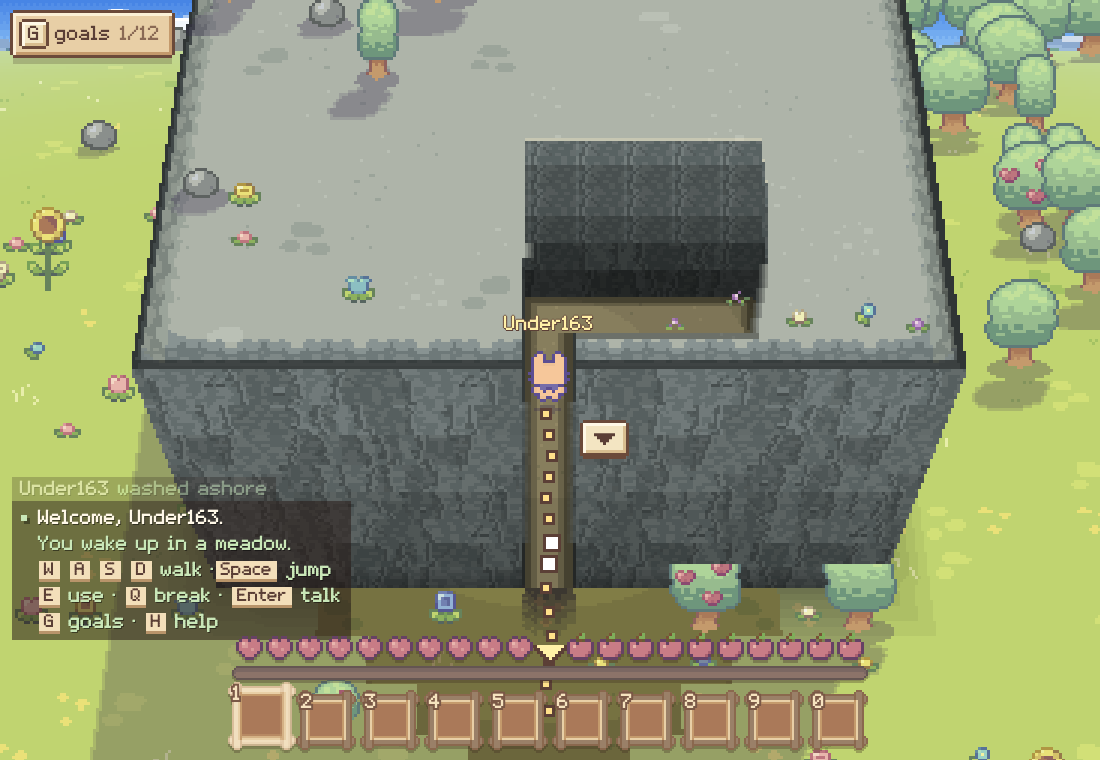 G goals 1/12
Under163
Under163 washed ashore
Welcome, Under163.
You wake up in a meadow.
W A S D walk · Space jump
E use · Q break · Enter talk
G goals · H help
1 2 3 4 5 6 7 8 9 0